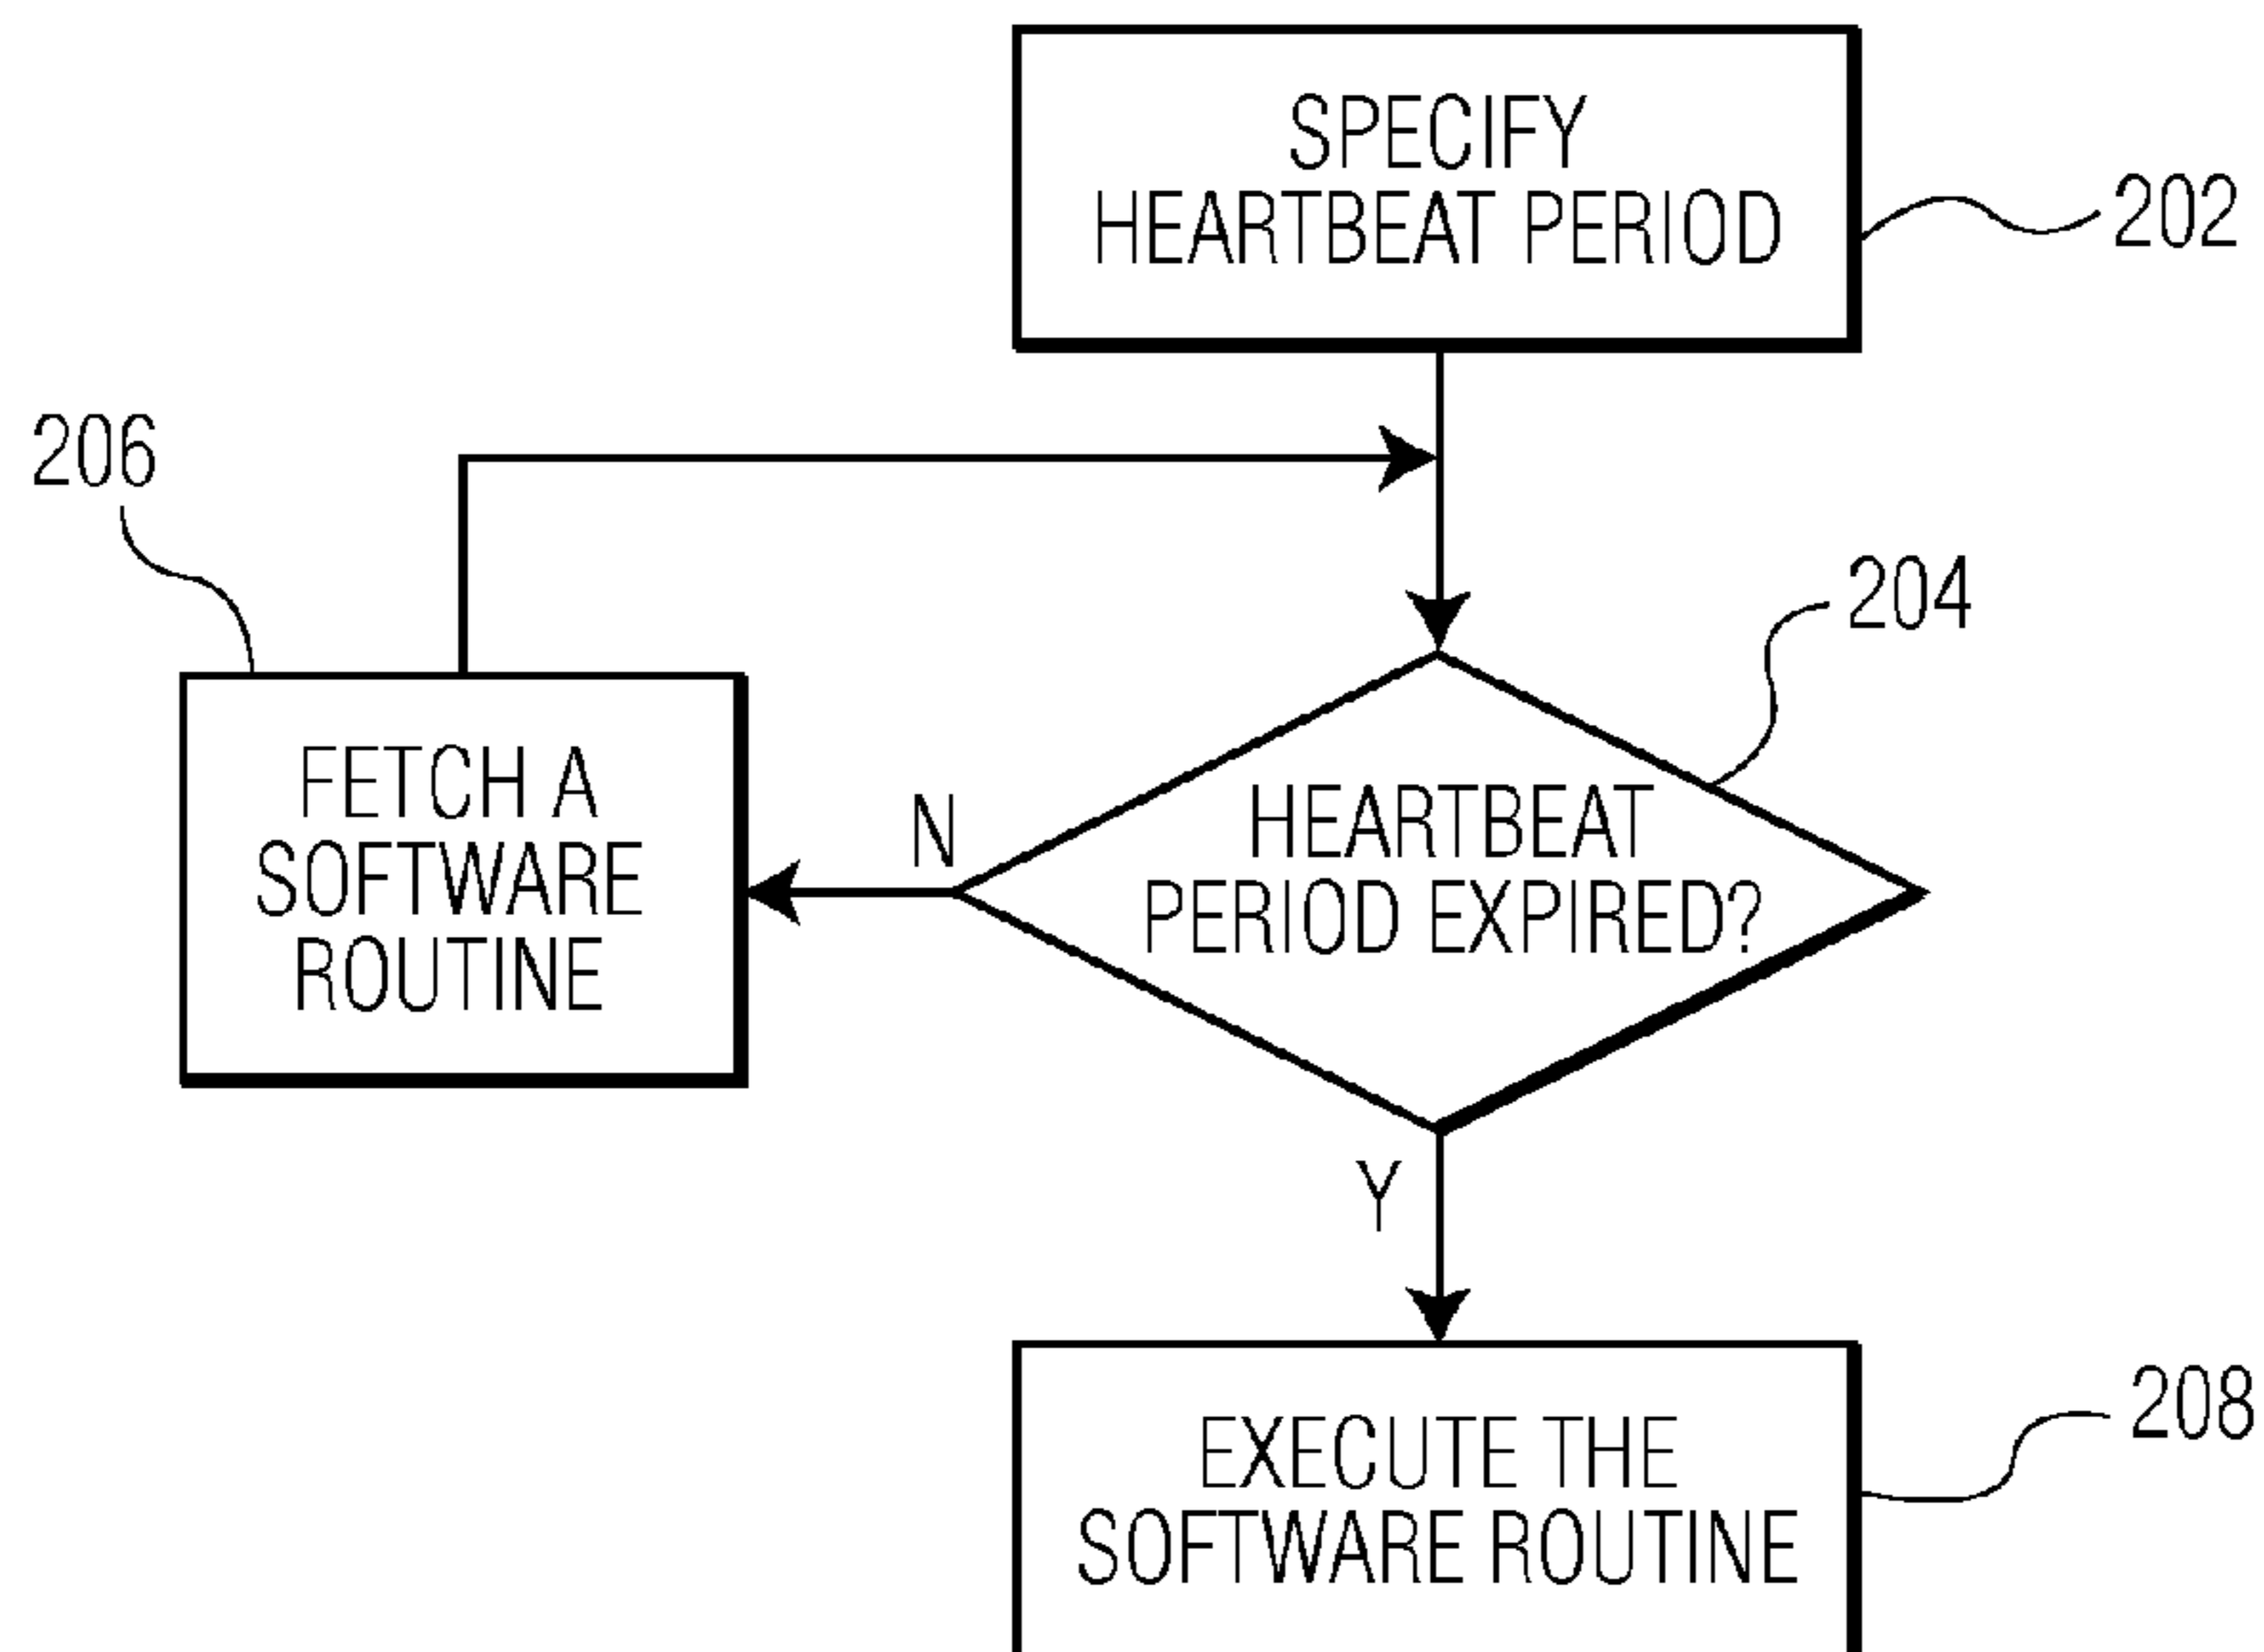 SPECIFY
HEARTBEAT PERIOD
202
206
204
FETCH A
SOFTWARE
ROUTINE
N
HEARTBEAT
PERIOD EXPIRED?
Y
208
EXECUTE THE
SOFTWARE ROUTINE